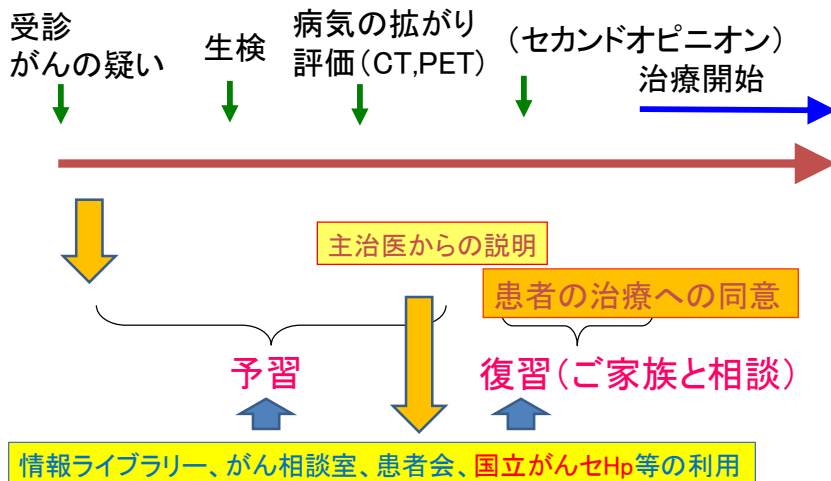 受診
がんの疑い
生検
病気の拡がり
評価(CT,PET)
(セカンドオピニオン)
治療開始
主治医からの説明
患者の治療への同意
予習
復習(ご家族と相談)
情報ライブラリー、がん相談室、患者会、国立がんセHp等の利用